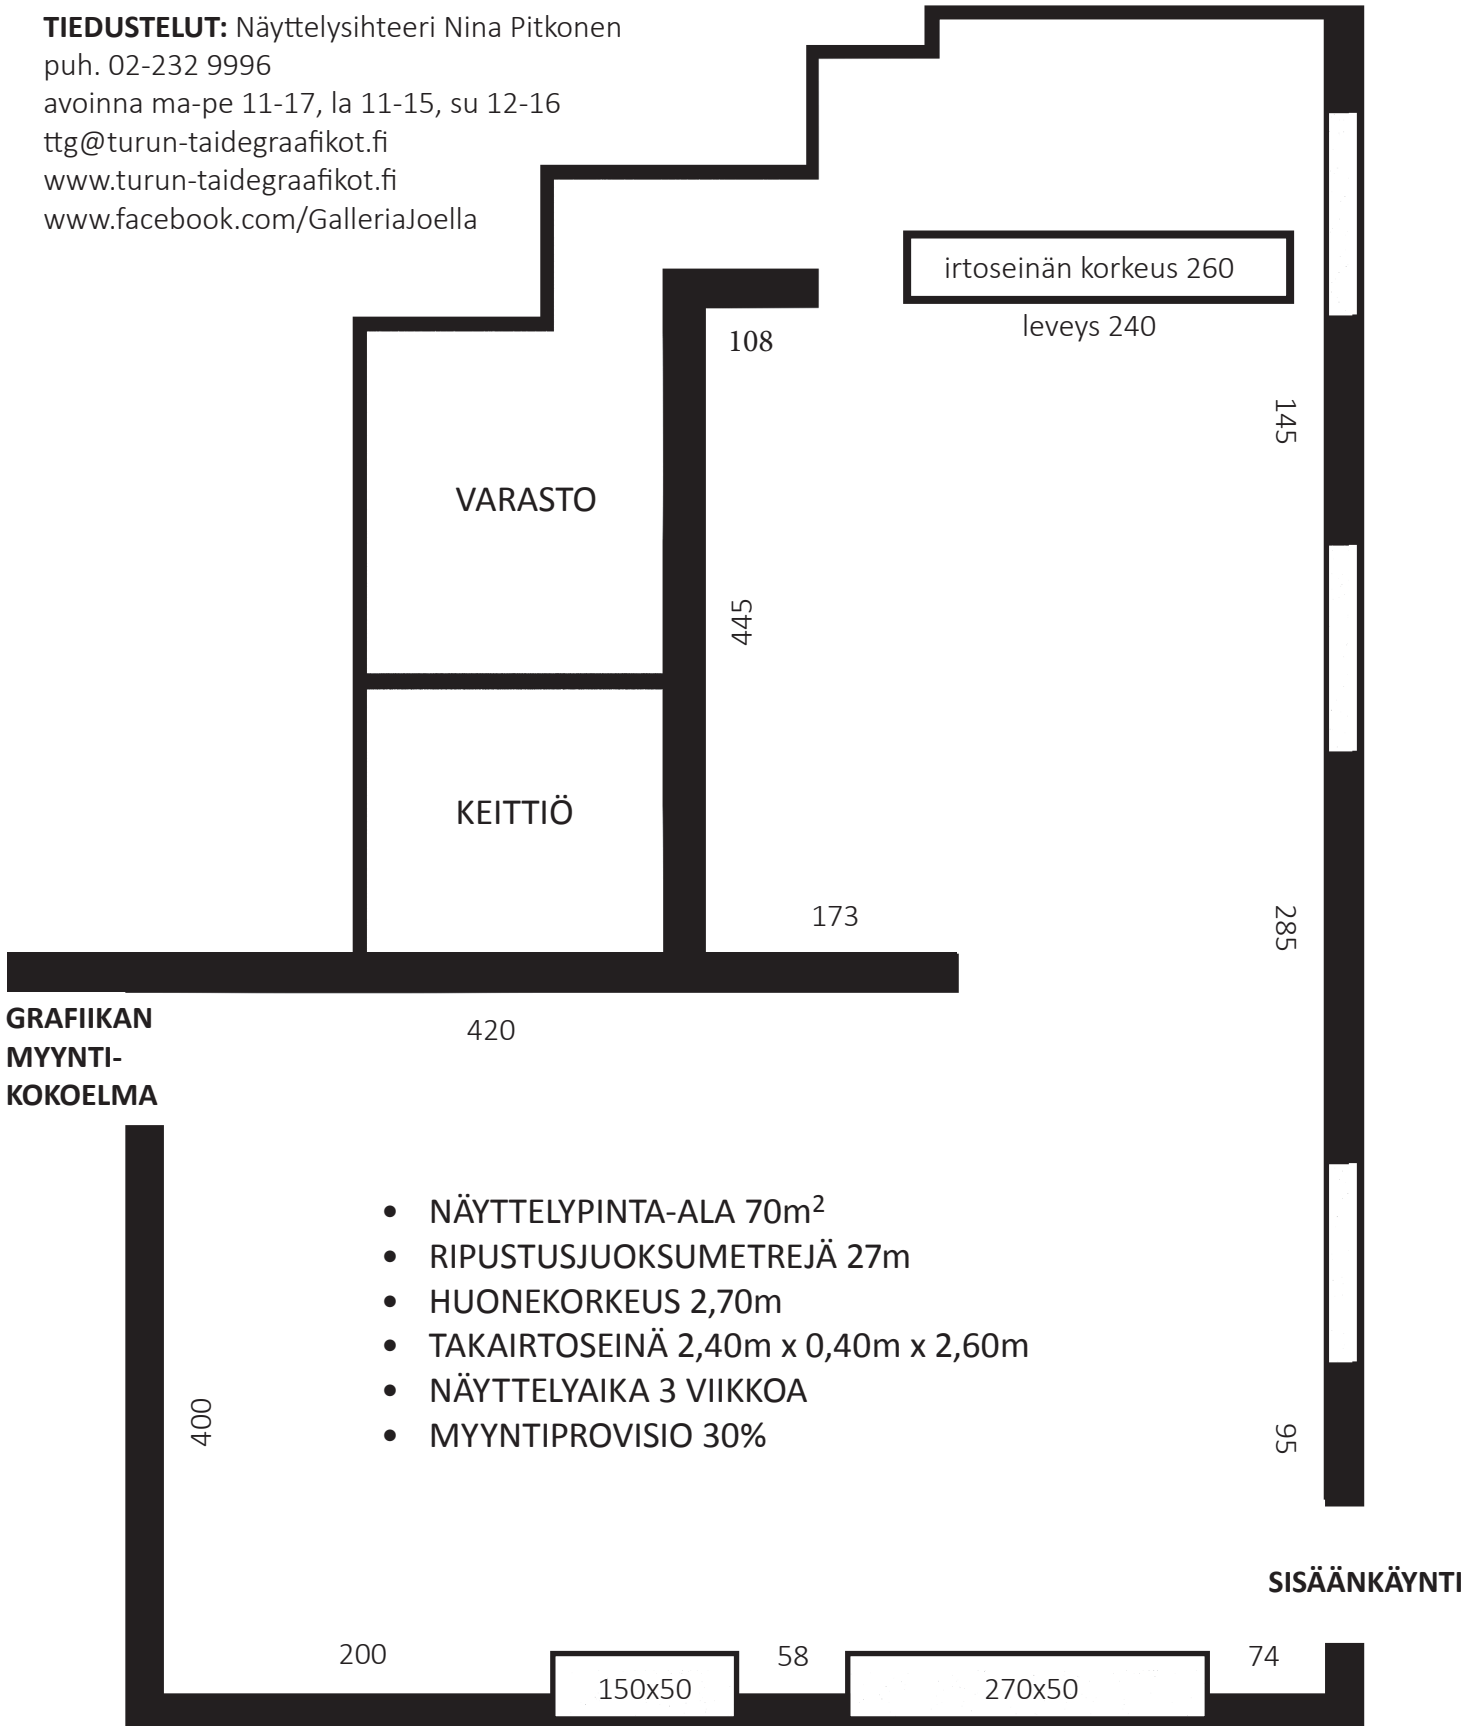 TIEDUSTELUT: Näyttelysihteeri Nina Pitkonen
puh. 02-232 9996
avoinna ma-pe 11-17, la 11-15, su 12-16
ttg@turun-taidegraafikot.fi
www.turun-taidegraafikot.fi
www.facebook.com/GalleriaJoella
irtoseinän korkeus 260
leveys 240
108
145
VARASTO
445
KEITTIÖ
173
285
GRAFIIKAN
MYYNTI-
KOKOELMA
420
• NÄYTTELYPINTA-ALA 70m²
• RIPUSTUSJUOKSUMETREJÄ 27m
• HUONEKORKEUS 2,70m
• TAKAIRTOSEINÄ 2,40m x 0,40m x 2,60m
• NÄYTTELYAIKA 3 VIIKKOA
• MYYNTIPROVISIO 30%
400
95
SISÄÄNKÄYNTI
200
58
74
150x50
270x50